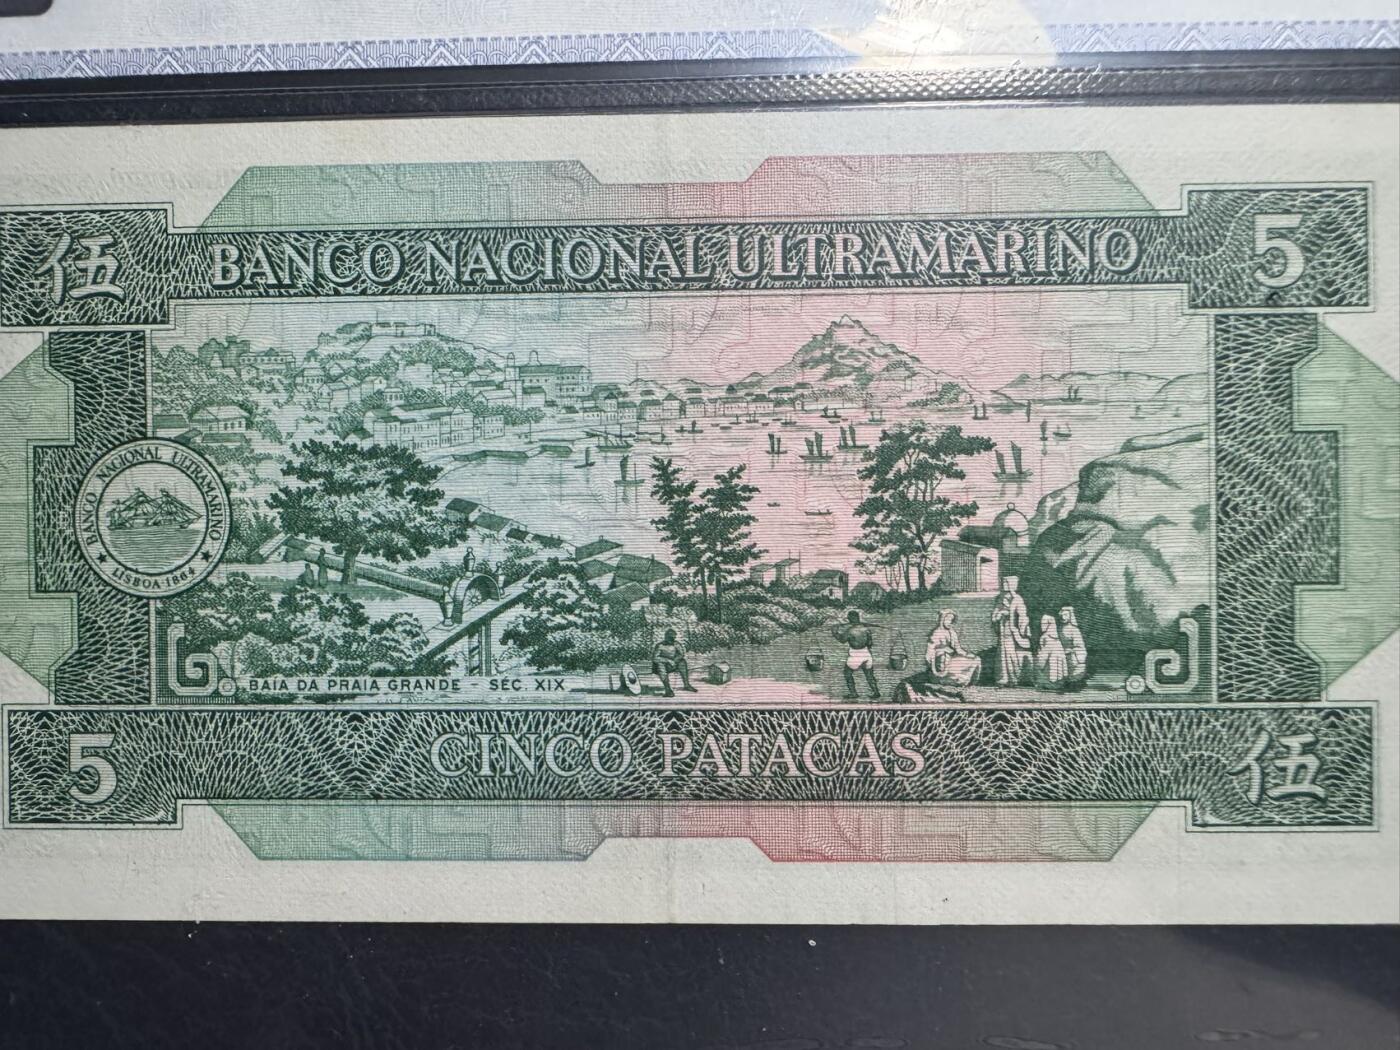 CMG
伍 BANCO NACIONAL ULTRAMARINO 5
BANCO NACIONAL ULTRAMARINO
LISBOA 1864
BAÍA DA PRAIA GRANDE - SÉC. XIX
5 CINCO PATACAS 伍